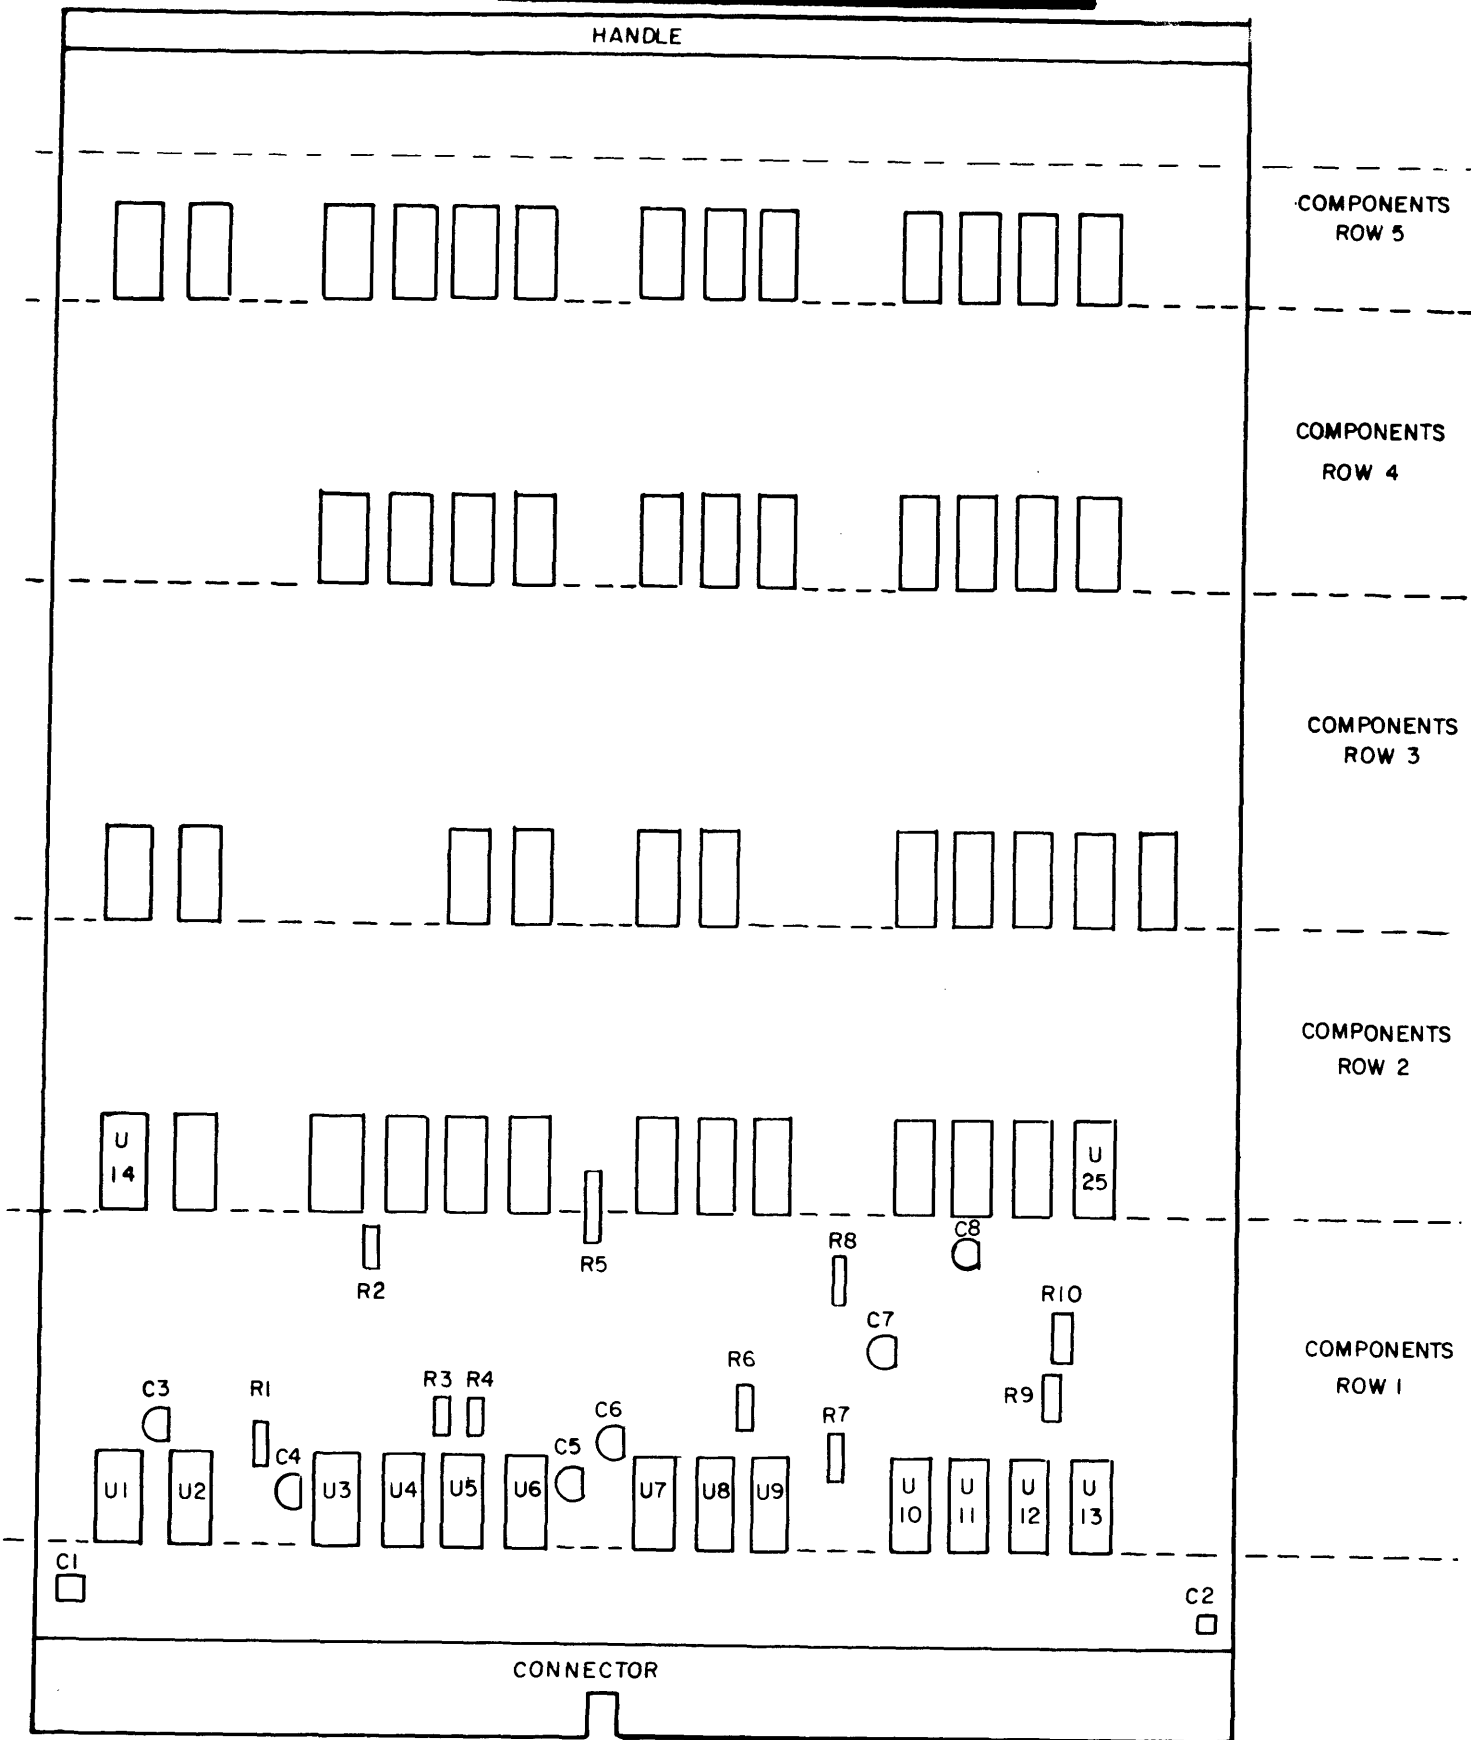 HANDLE
COMPONENTS
ROW 5
COMPONENTS
ROW 4
COMPONENTS
ROW 3
COMPONENTS
ROW 2
U
14
U
25
R2
R5
R8
C8
R10
C7
COMPONENTS
ROW 1
C3
R1
R3
R4
R6
R9
C4
C5
C6
R7
U1
U2
U3
U4
U5
U6
U7
U8
U9
U
10
U
11
U
12
U
13
C1
C2
CONNECTOR